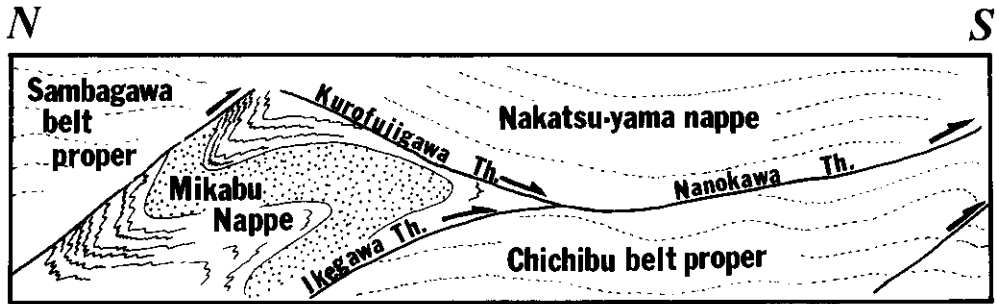 N
S
Sambagawa
belt
proper
Kurofujigawa Th.
Nakatsu-yama nappe
Mikabu
Nappe
Nanokawa Th.
Ikegawa Th.
Chichibu belt proper